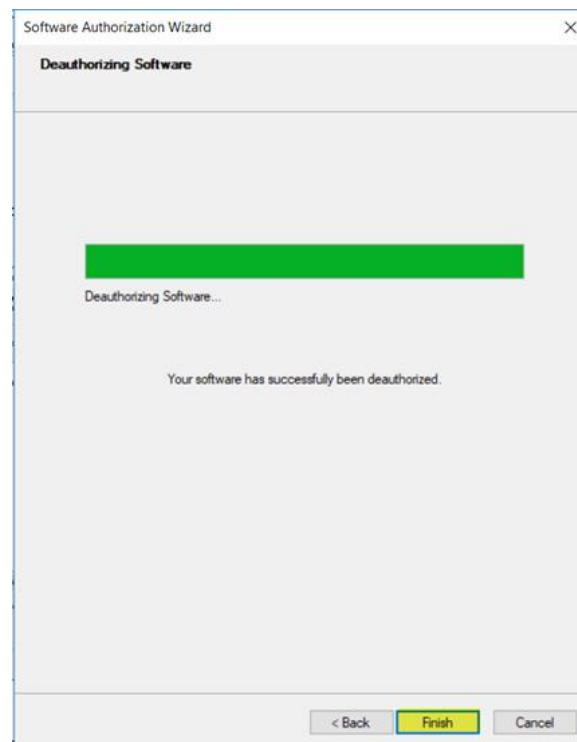 Software Authorization Wizard
Deauthorizing Software
Deauthorizing Software...
Your software has successfully been deauthorized.
< Back Finish Cancel